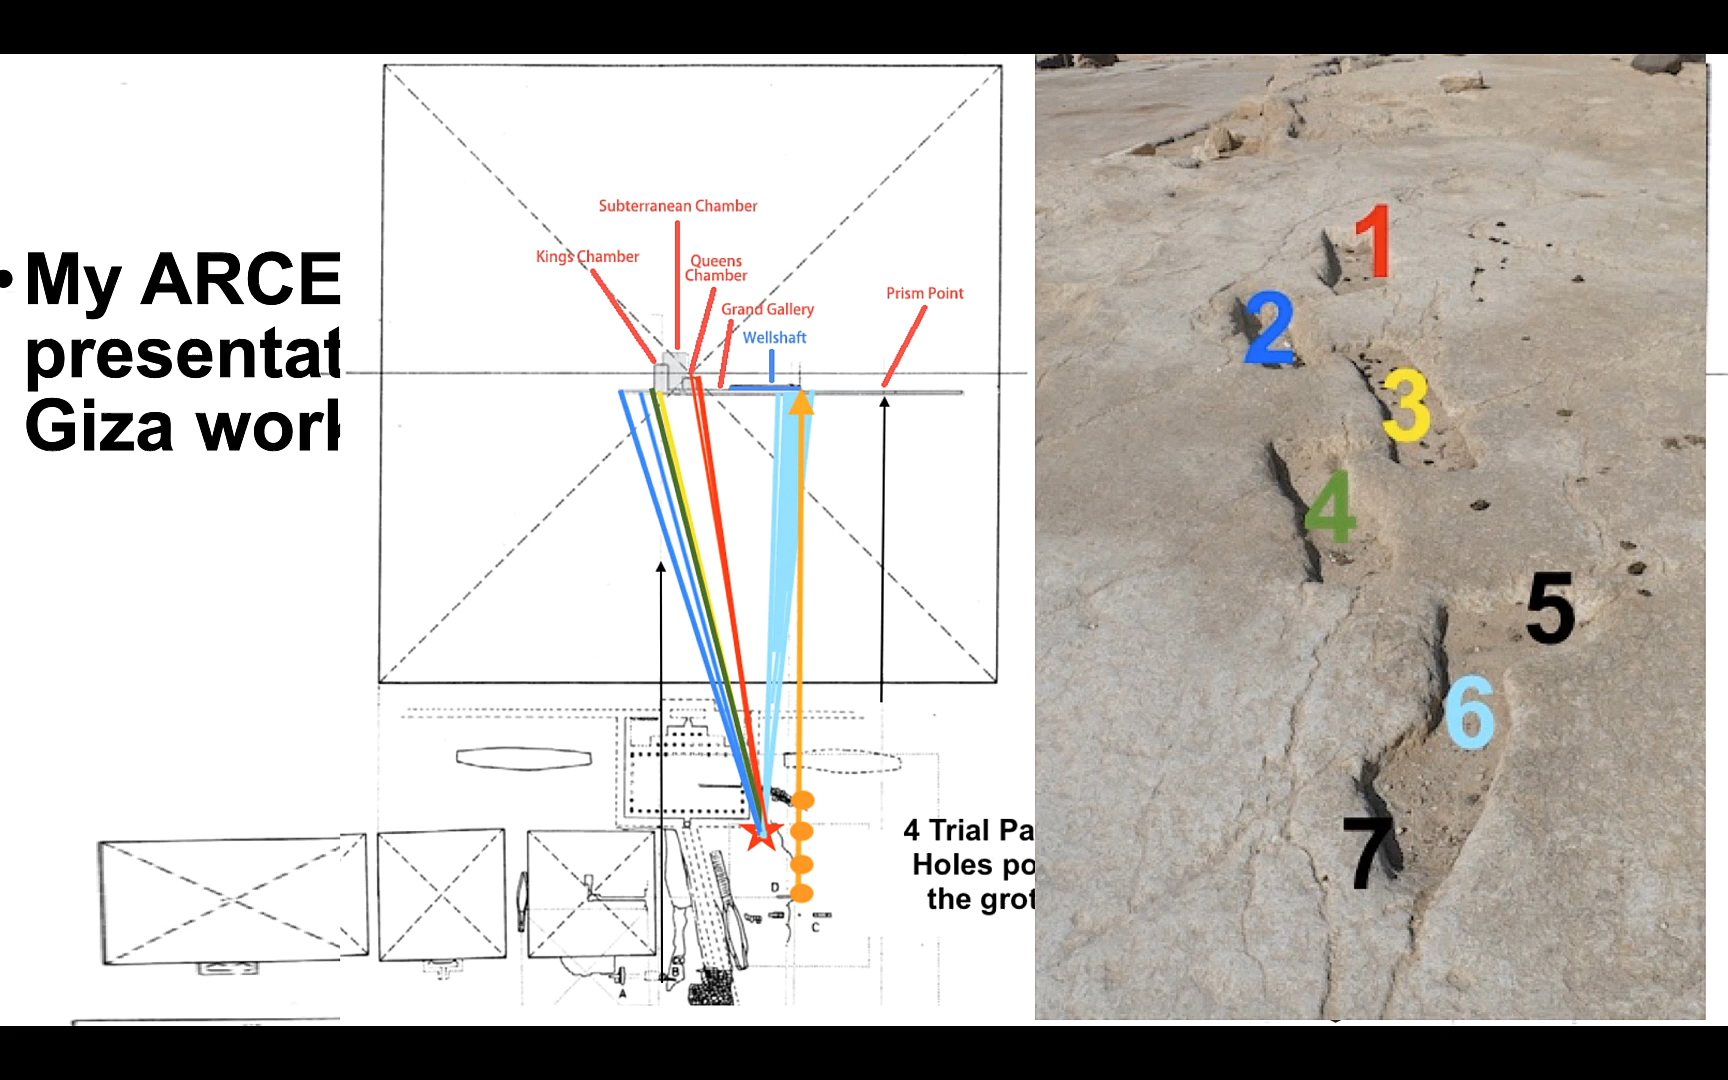 • My ARCE
presentat
Giza work
Subterranean Chamber
Kings Chamber
Queens
Chamber
Grand Gallery
Prism Point
Wellshaft
4 Trial Pa
Holes po
the grot
D
C
B
A
1
2
3
4
5
6
7